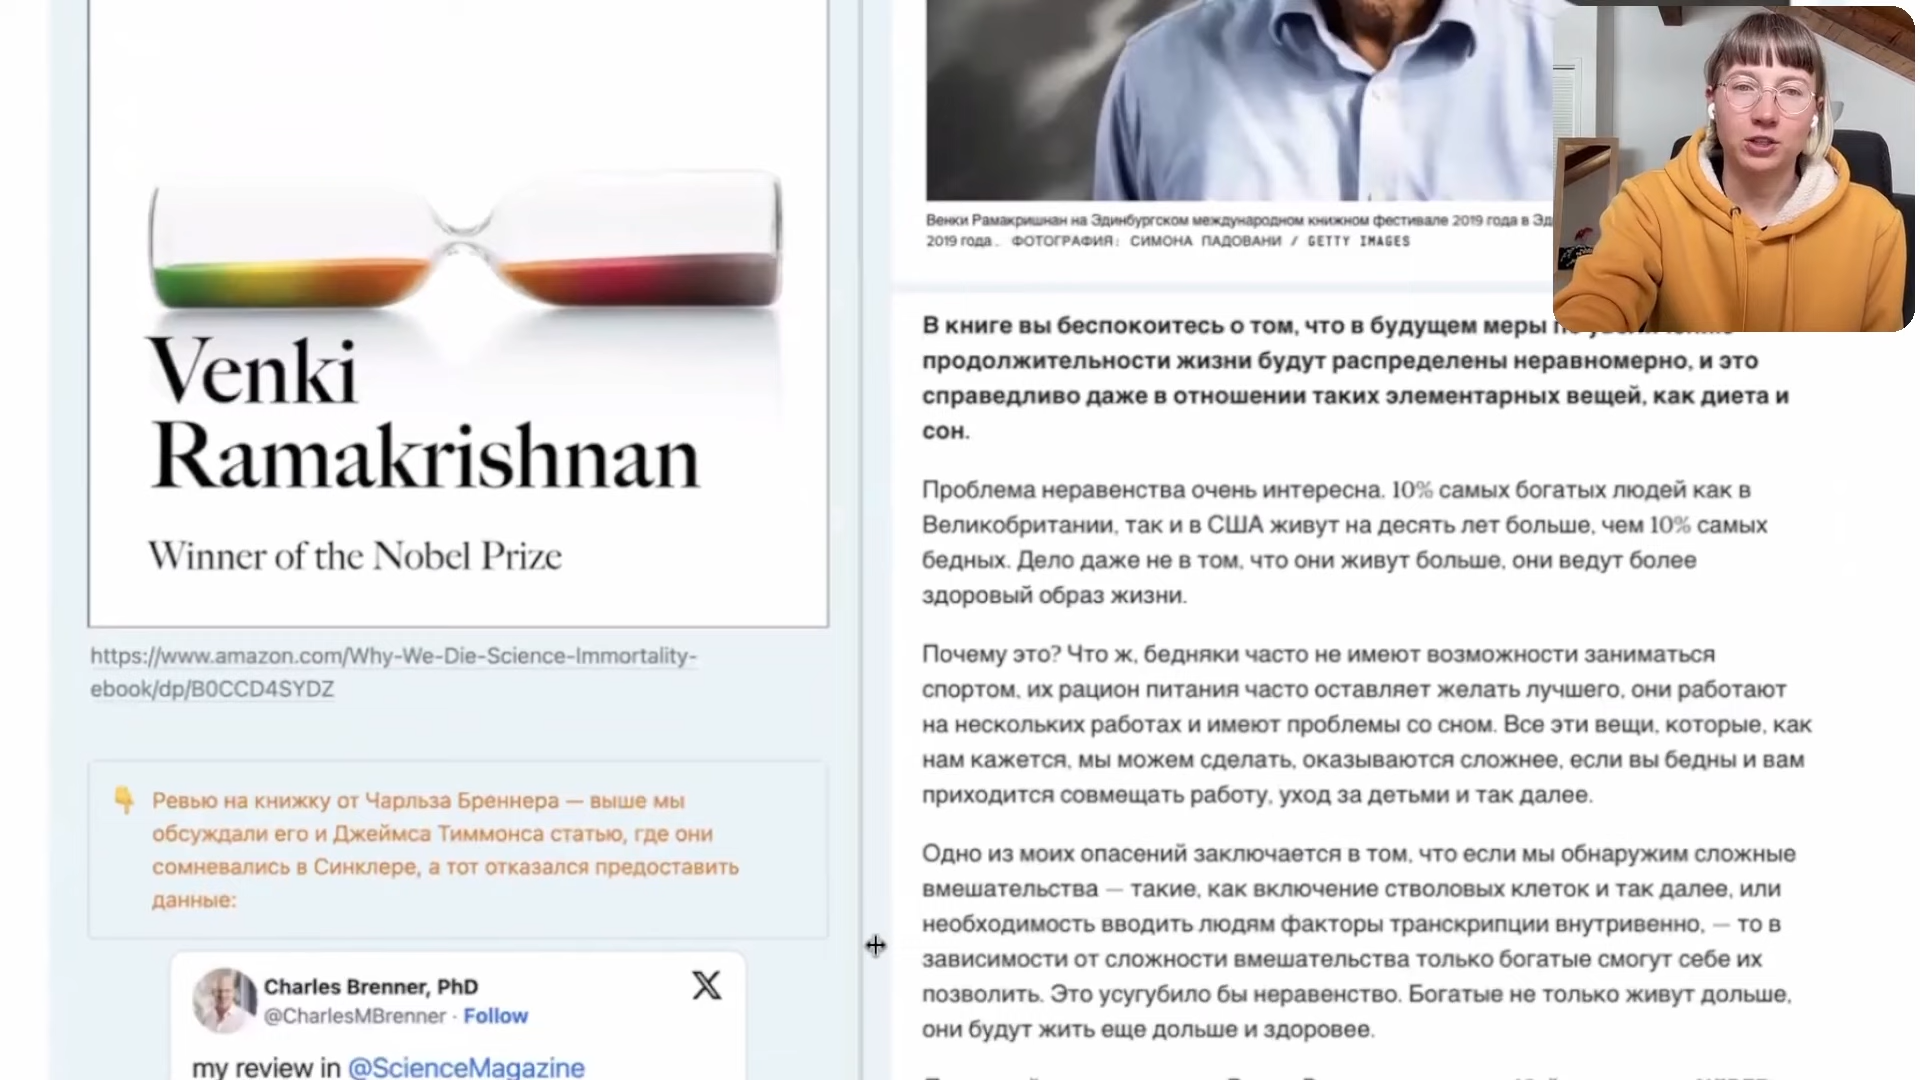 Venki
Ramakrishnan
Winner of the Nobel Prize
https://www.amazon.com/Why-We-Die-Science-Immortality-
ebook/dp/B0CCD4SYDZ
Ревью на книжку от Чарльза Бреннера — выше мы
обсуждали его и Джеймса Тиммонса статью, где они
сомневались в Синклере, а тот отказался предоставить
данные:
Charles Brenner, PhD
@CharlesMBrenner · Follow
my review in @ScienceMagazine
Венки Рамакришнан на Эдинбургском международном книжном фестивале 2019 года в
2019 года. ФОТОГРАФИЯ: СИМОНА ПАДОВАНИ / GETTY IMAGES
В книге вы беспокоитесь о том, что в будущем меры
продолжительности жизни будут распределены неравномерно, и это
справедливо даже в отношении таких элементарных вещей, как диета и
сон.
Проблема неравенства очень интересна. 10% самых богатых людей как в
Великобритании, так и в США живут на десять лет больше, чем 10% самых
бедных. Дело даже не в том, что они живут больше, они ведут более
здоровый образ жизни.
Почему это? Что ж, бедняки часто не имеют возможности заниматься
спортом, их рацион питания часто оставляет желать лучшего, они работают
на нескольких работах и имеют проблемы со сном. Все эти вещи, которые, как
нам кажется, мы можем сделать, оказываются сложнее, если вы бедны и вам
приходится совмещать работу, уход за детьми и так далее.
Одно из моих опасений заключается в том, что если мы обнаружим сложные
вмешательства — такие, как включение стволовых клеток и так далее, или
необходимость вводить людям факторы транскрипции внутривенно, — то в
зависимости от сложности вмешательства только богатые смогут себе их
позволить. Это усугубило бы неравенство. Богатые не только живут дольше,
они будут жить еще дольше и здоровее.